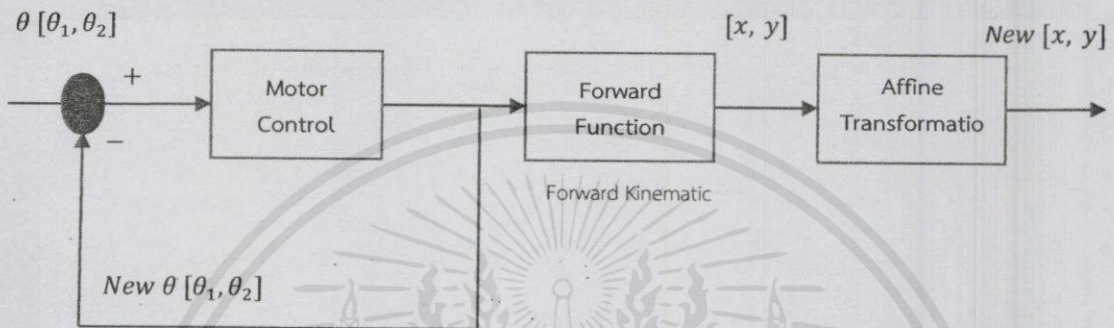 θ [θ₁, θ₂]
[x, y]
New [x, y]
+
−
Motor
Control
Forward
Function
Affine
Transformatio
Forward Kinematic
New θ [θ₁, θ₂]